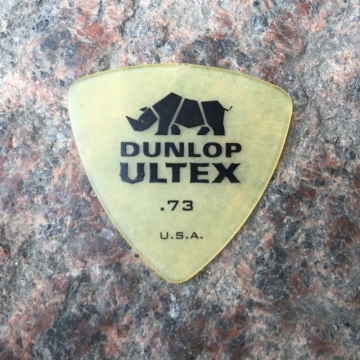 DUNLOP
ULTEX
.73
U.S.A.